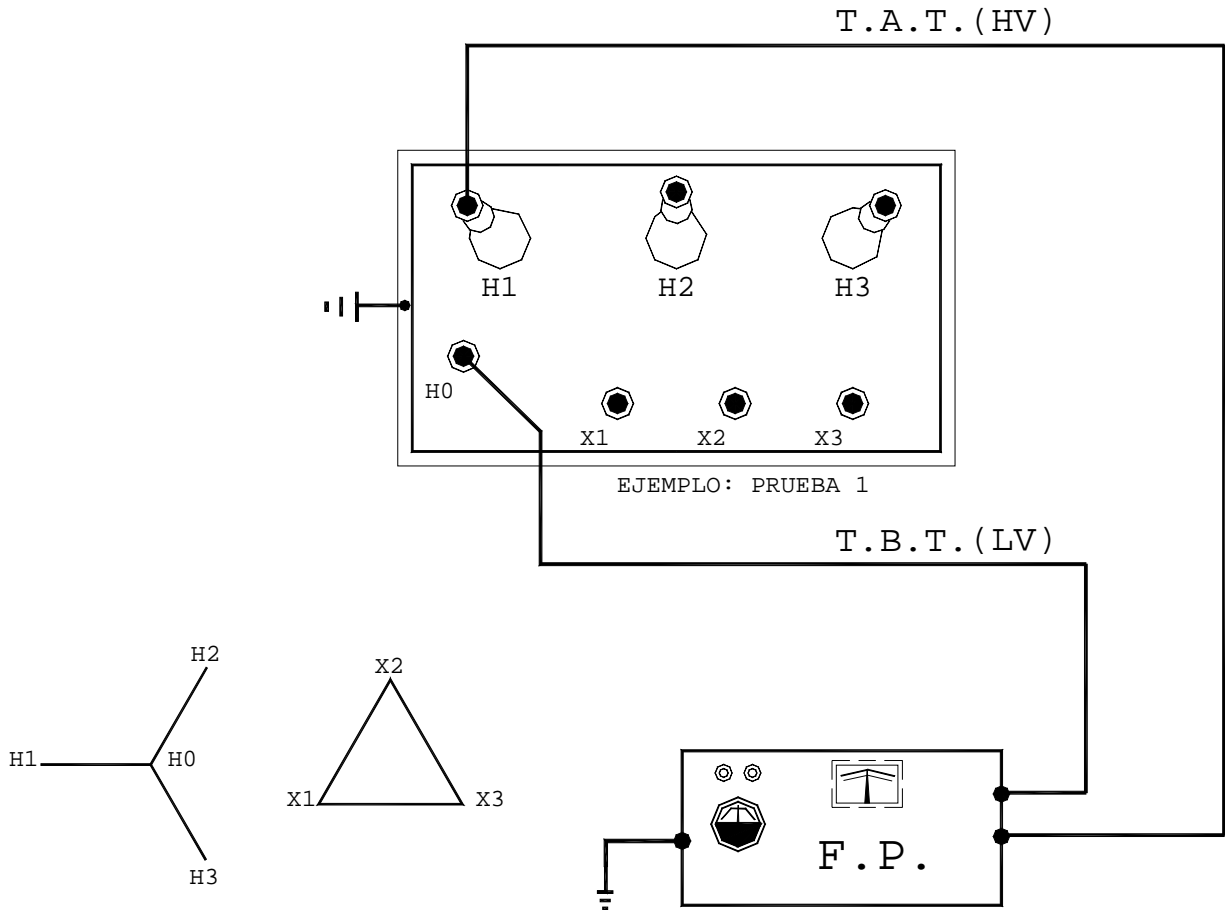 T.A.T.(HV)
H1 H2 H3
H0
X1 X2 X3
EJEMPLO: PRUEBA 1
T.B.T.(LV)
H2
X2
H1 H0
X1 X3
H3
F.P.